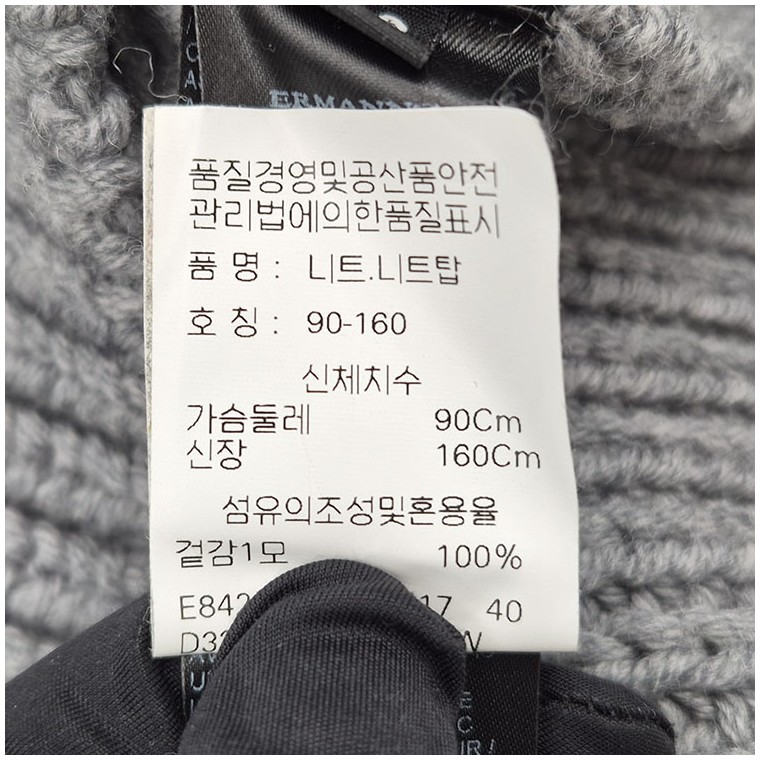 품질경영및공산품안전
관리법에의한품질표시
품 명 : 니트.니트탑
호 칭 : 90-160
신체치수
가슴둘레 90Cm
신장 160Cm
섬유의조성및혼용율
겉감1모 100%
40